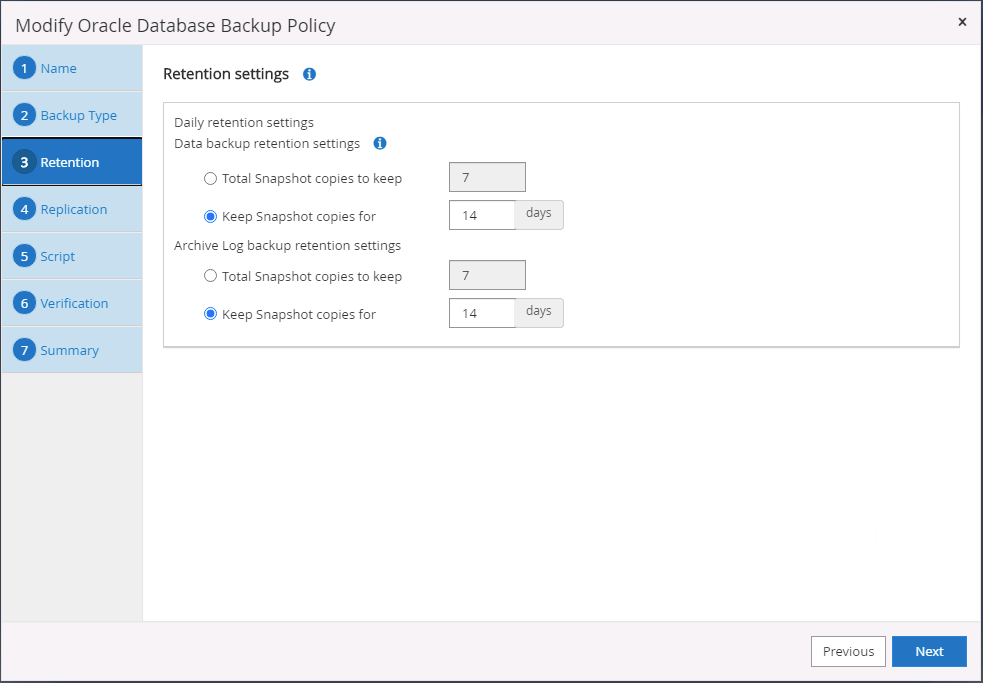 Modify Oracle Database Backup Policy
×
1 Name
2 Backup Type
3 Retention
4 Replication
5 Script
6 Verification
7 Summary
Retention settings i
Daily retention settings
Data backup retention settings i
Total Snapshot copies to keep 7
Keep Snapshot copies for 14 days
Archive Log backup retention settings
Total Snapshot copies to keep 7
Keep Snapshot copies for 14 days
Previous Next